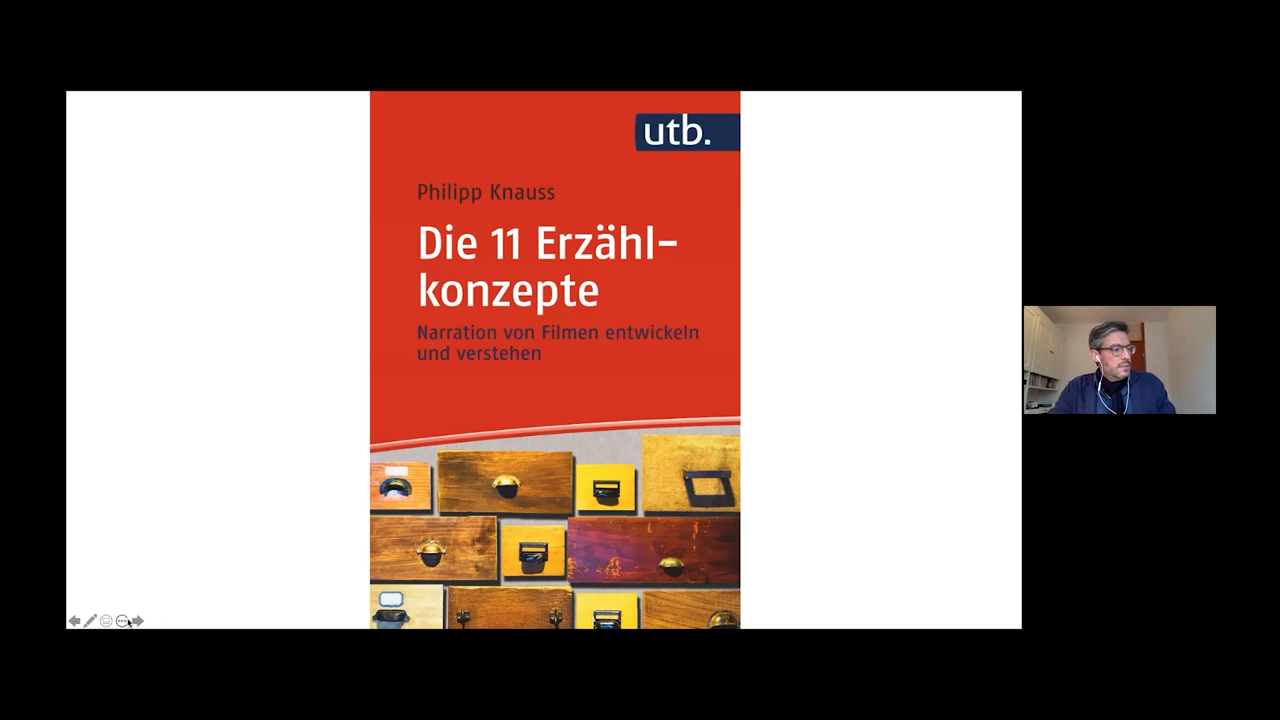 utb.
Philipp Knauss
Die 11 Erzähl-
konzepte
Narration von Filmen entwickeln
und verstehen